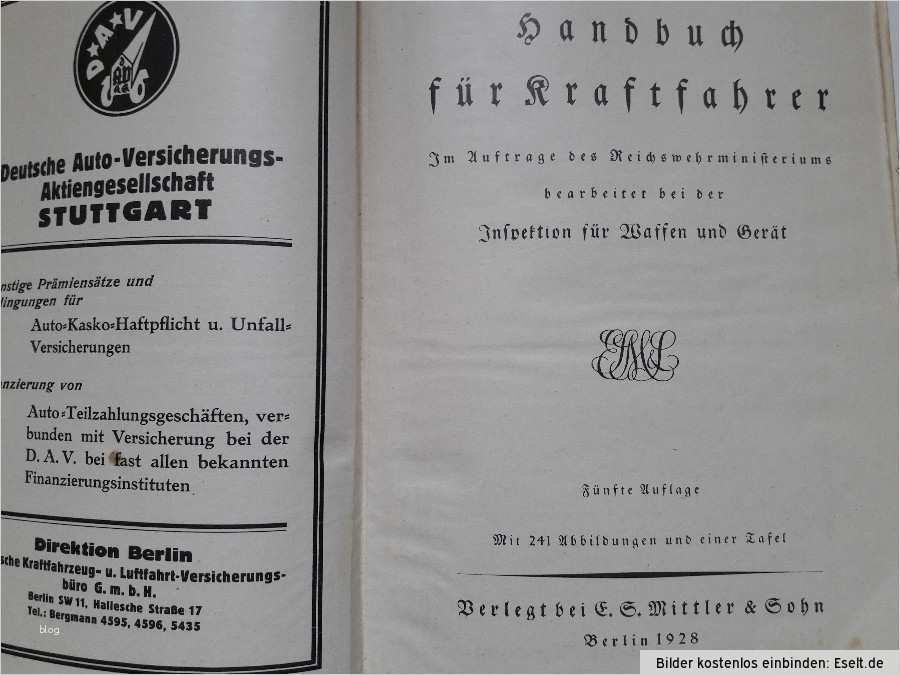 D★A★V
Deutsche Auto-Versicherungs-
Aktiengesellschaft
STUTTGART
nstige Prämiensätze und
dingungen für
Auto-Kasko-Haftpflicht u. Unfall-
Versicherungen
nzierung von
Auto-Teilzahlungsgeschäften, ver-
bunden mit Versicherung bei der
D. A. V. bei fast allen bekannten
Finanzierungsinstituten
Direktion Berlin
sche Kraftfahrzeug- u. Luftfahrt-Versicherungs-
büro G. m. b. H.
Berlin SW 11, Hallesche Straße 17
Tel.: Bergmann 4595, 4596, 5435
blog
Handbuch
für Kraftfahrer
Im Auftrage des Reichswehrministeriums
bearbeitet bei der
Inspektion für Waffen und Gerät
Fünfte Auflage
Mit 241 Abbildungen und einer Tafel
Verlegt bei E. S. Mittler & Sohn
Berlin 1928
Bilder kostenlos einbinden: Eselt.de